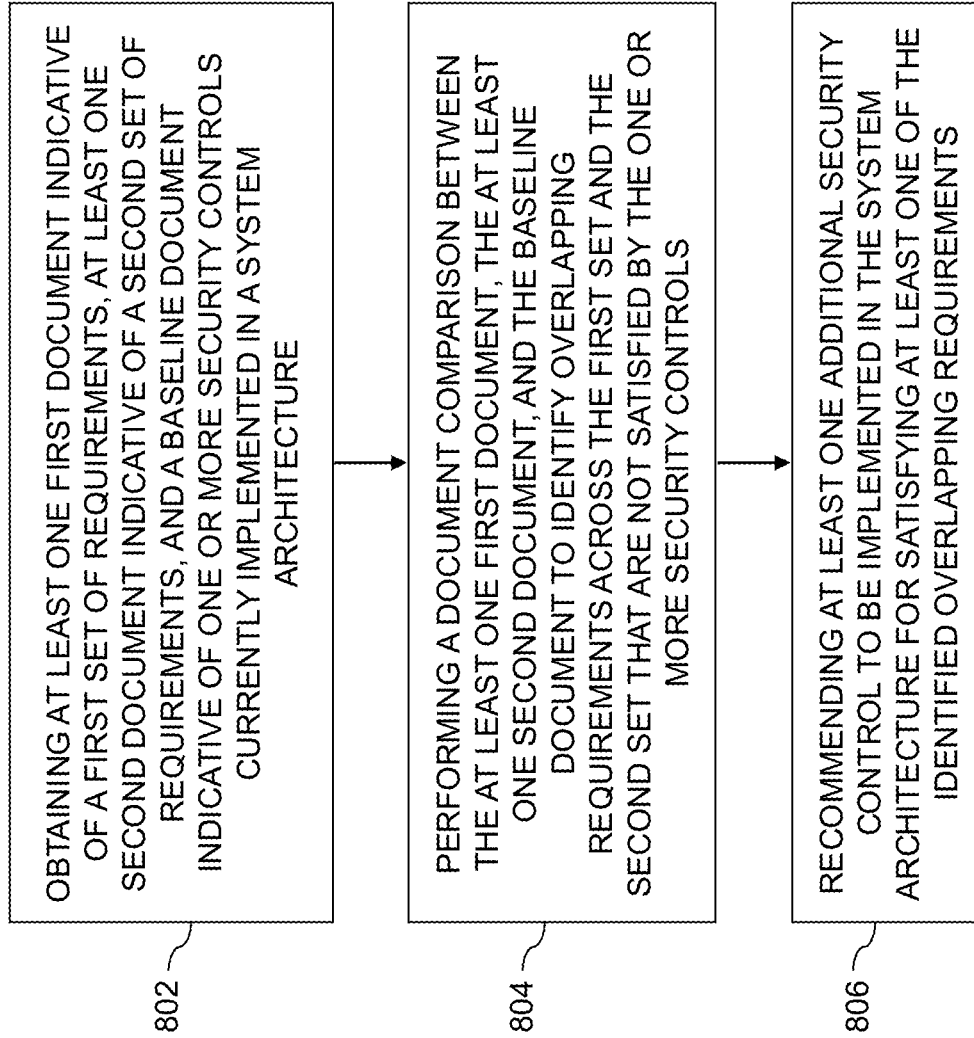 OBTAINING AT LEAST ONE FIRST DOCUMENT INDICATIVE
OF A FIRST SET OF REQUIREMENTS, AT LEAST ONE
SECOND DOCUMENT INDICATIVE OF A SECOND SET OF
REQUIREMENTS, AND A BASELINE DOCUMENT
INDICATIVE OF ONE OR MORE SECURITY CONTROLS
CURRENTLY IMPLEMENTED IN A SYSTEM
ARCHITECTURE
802
PERFORMING A DOCUMENT COMPARISON BETWEEN
THE AT LEAST ONE FIRST DOCUMENT, THE AT LEAST
ONE SECOND DOCUMENT, AND THE BASELINE
DOCUMENT TO IDENTIFY OVERLAPPING
REQUIREMENTS ACROSS THE FIRST SET AND THE
SECOND SET THAT ARE NOT SATISFIED BY THE ONE OR
MORE SECURITY CONTROLS
804
RECOMMENDING AT LEAST ONE ADDITIONAL SECURITY
CONTROL TO BE IMPLEMENTED IN THE SYSTEM
ARCHITECTURE FOR SATISFYING AT LEAST ONE OF THE
IDENTIFIED OVERLAPPING REQUIREMENTS
806